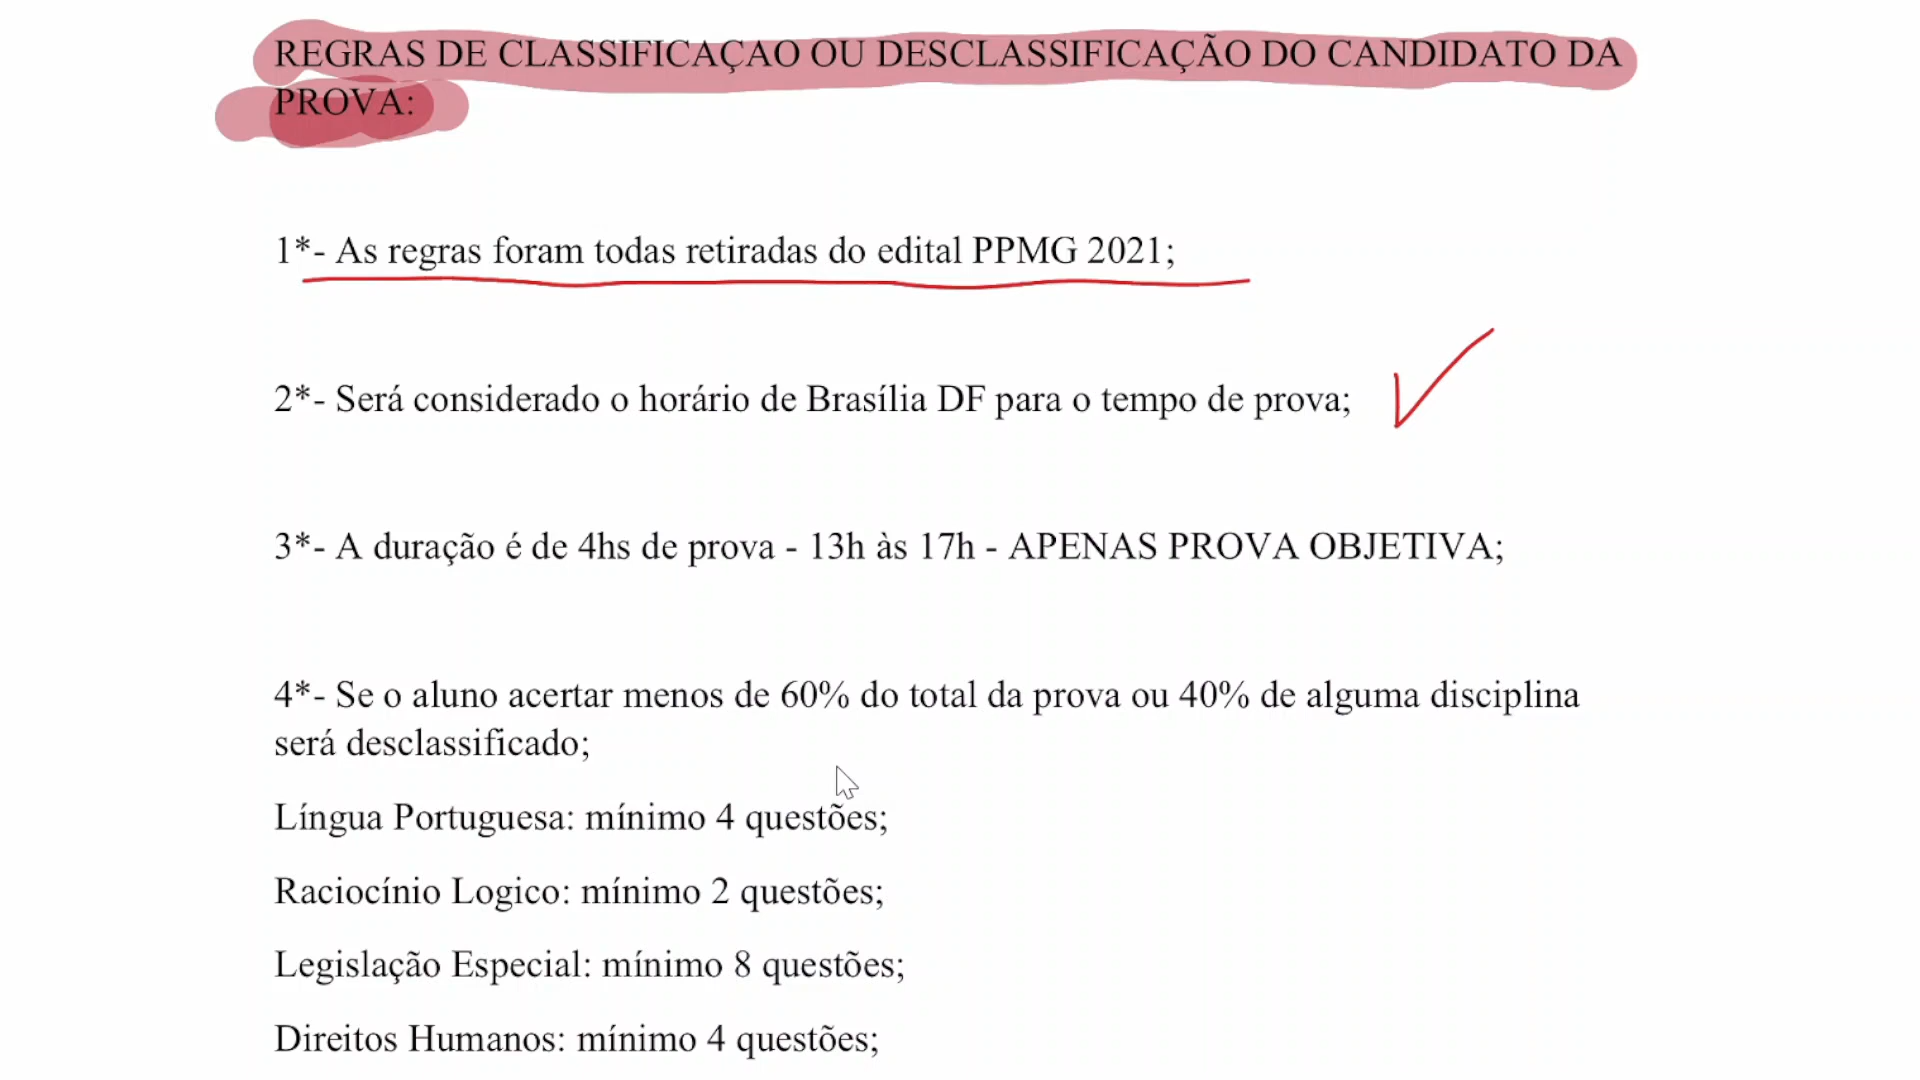 REGRAS DE CLASSIFICAÇAO OU DESCLASSIFICAÇÃO DO CANDIDATO DA
PROVA:
1*- As regras foram todas retiradas do edital PPMG 2021;
2*- Será considerado o horário de Brasília DF para o tempo de prova;
3*- A duração é de 4hs de prova - 13h às 17h - APENAS PROVA OBJETIVA;
4*- Se o aluno acertar menos de 60% do total da prova ou 40% de alguma disciplina
será desclassificado;
Língua Portuguesa: mínimo 4 questões;
Raciocínio Logico: mínimo 2 questões;
Legislação Especial: mínimo 8 questões;
Direitos Humanos: mínimo 4 questões;